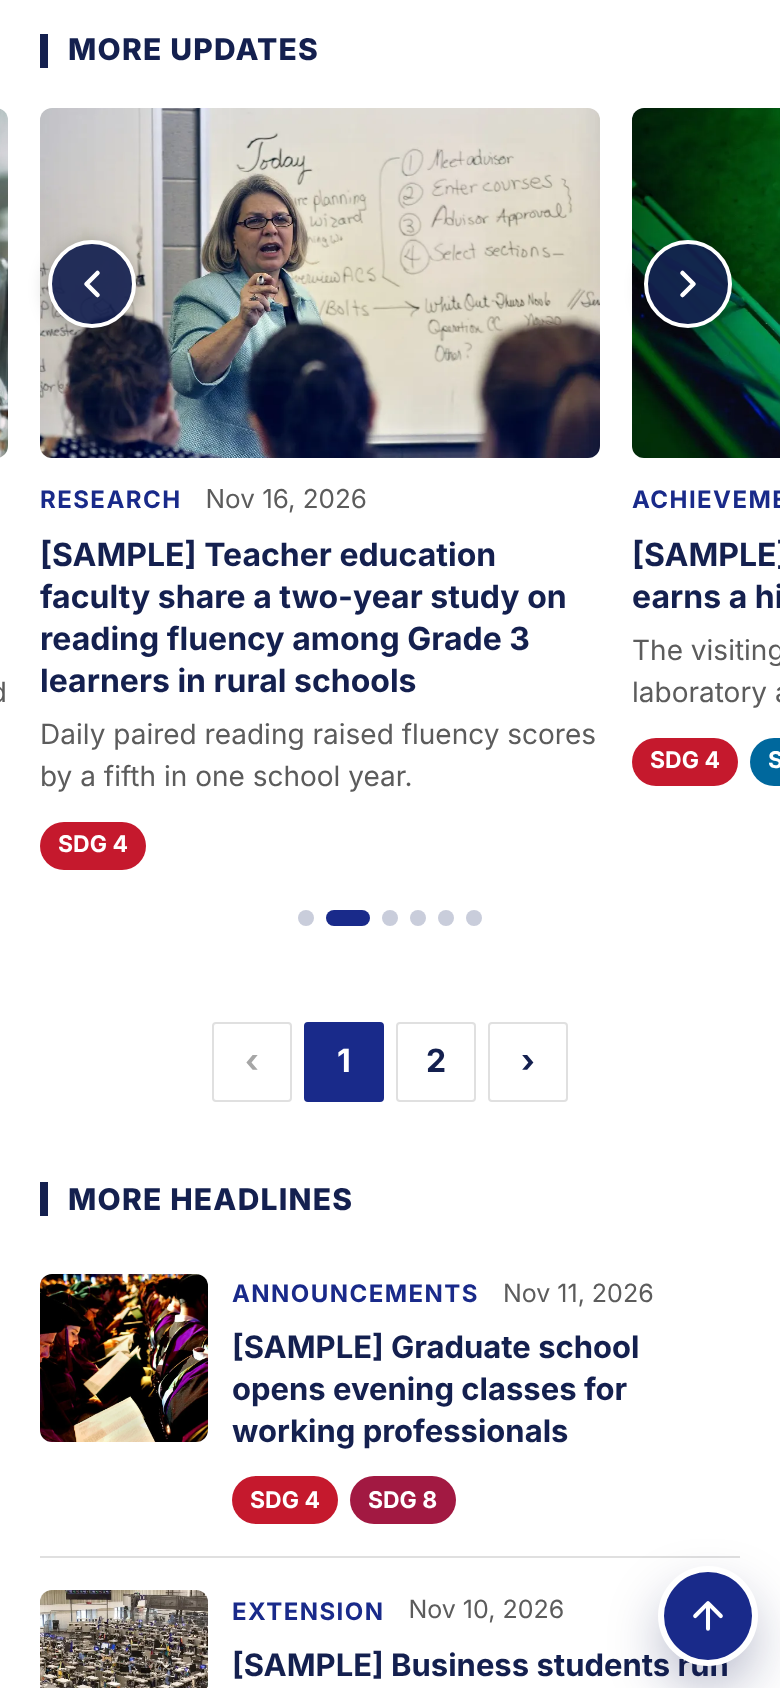 MORE UPDATES
Today
① Meet advisor
② Enter courses
③ Advisor Approval
④ Select sections
planning
wizard
/Bolts
RESEARCH Nov 16, 2026
[SAMPLE] Teacher education
faculty share a two-year study on
reading fluency among Grade 3
learners in rural schools
Daily paired reading raised fluency scores
by a fifth in one school year.
SDG 4
ACHIEVEME
[SAMPLE]
earns a hi
The visiting
laboratory a
SDG 4 S
‹ 1 2 ›
MORE HEADLINES
ANNOUNCEMENTS Nov 11, 2026
[SAMPLE] Graduate school
opens evening classes for
working professionals
SDG 4 SDG 8
EXTENSION Nov 10, 2026
[SAMPLE] Business students run